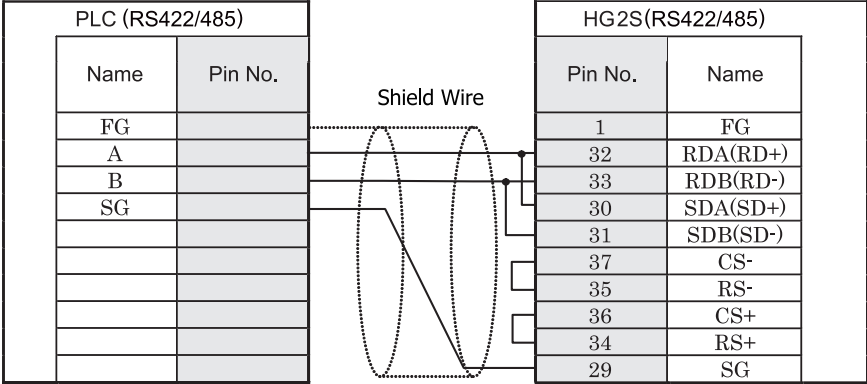 PLC (RS422/485)
HG2S(RS422/485)
Name Pin No.
Shield Wire
Pin No. Name
FG
1 FG
A
32 RDA(RD+)
B
33 RDB(RD-)
SG
30 SDA(SD+)
31 SDB(SD-)
37 CS-
35 RS-
36 CS+
34 RS+
29 SG